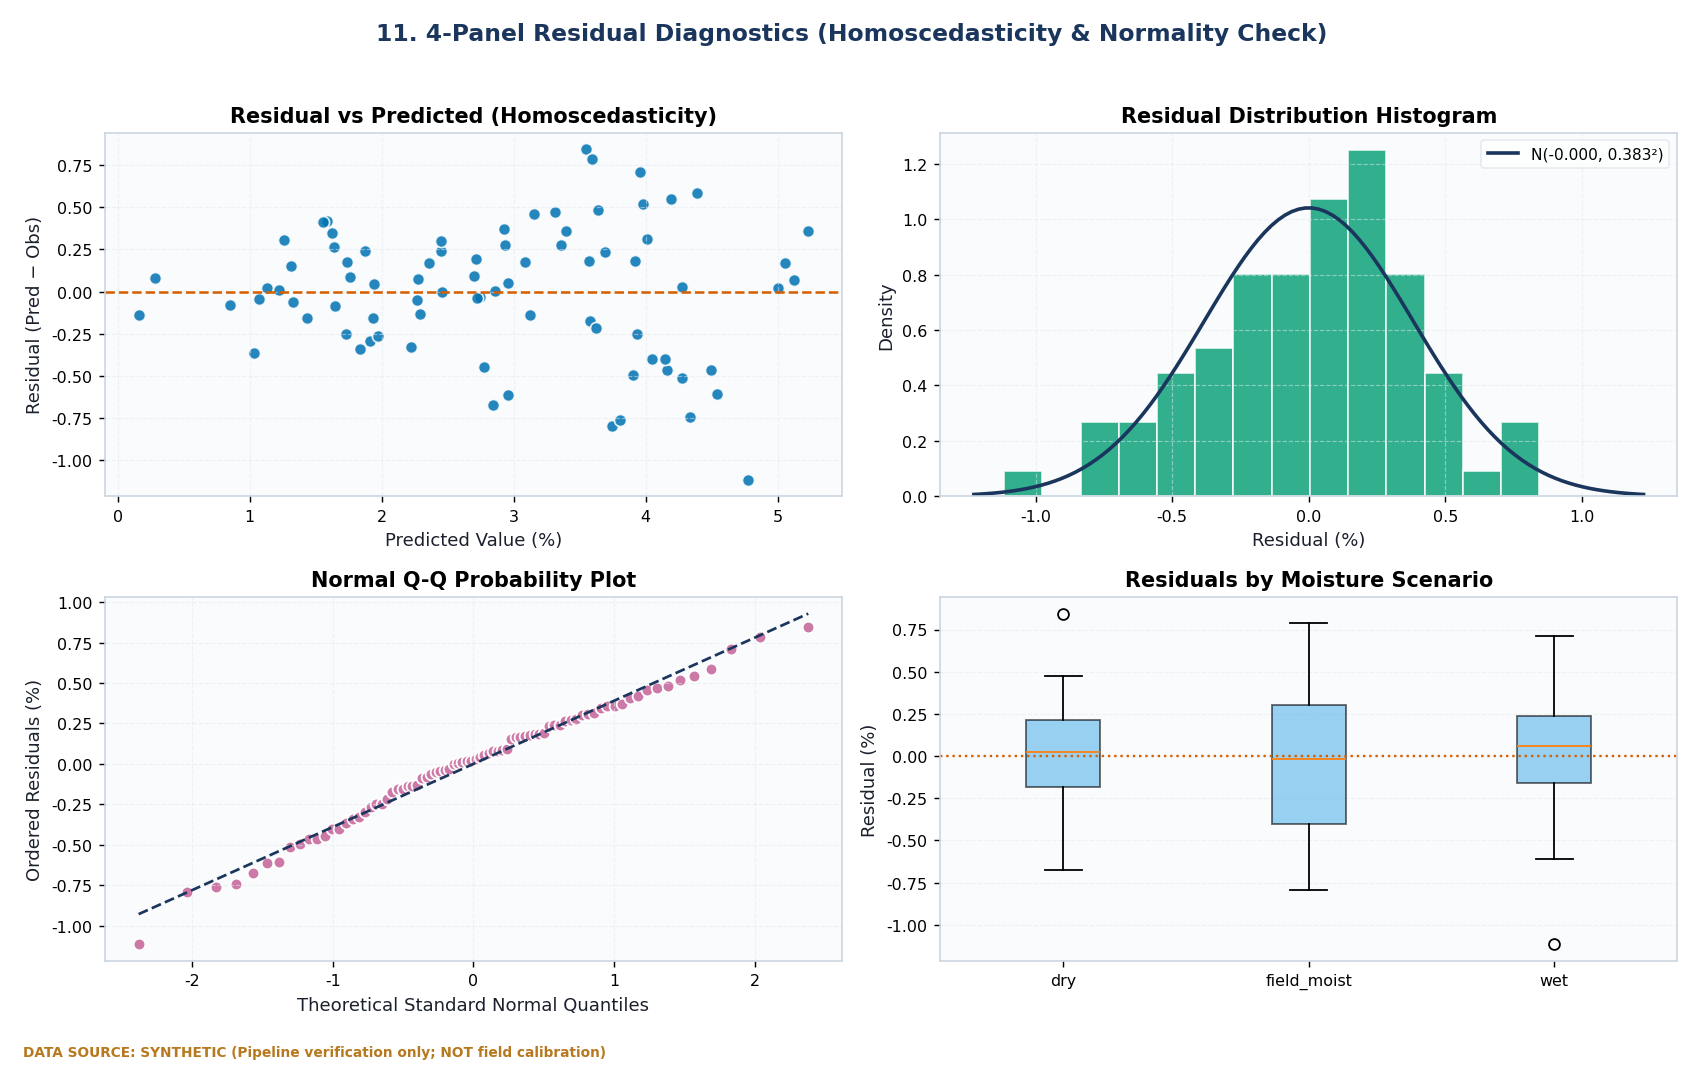 11. 4-Panel Residual Diagnostics (Homoscedasticity & Normality Check)
Residual vs Predicted (Homoscedasticity)
Residual (Pred − Obs)
0.75
0.50
0.25
0.00
-0.25
-0.50
-0.75
-1.00
0 1 2 3 4 5
Predicted Value (%)
Residual Distribution Histogram
N(-0.000, 0.383²)
Density
1.2
1.0
0.8
0.6
0.4
0.2
0.0
-1.0 -0.5 0.0 0.5 1.0
Residual (%)
Normal Q-Q Probability Plot
Ordered Residuals (%)
1.00
0.75
0.50
0.25
0.00
-0.25
-0.50
-0.75
-1.00
-2 -1 0 1 2
Theoretical Standard Normal Quantiles
Residuals by Moisture Scenario
Residual (%)
0.75
0.50
0.25
0.00
-0.25
-0.50
-0.75
-1.00
dry field_moist wet
DATA SOURCE: SYNTHETIC (Pipeline verification only; NOT field calibration)